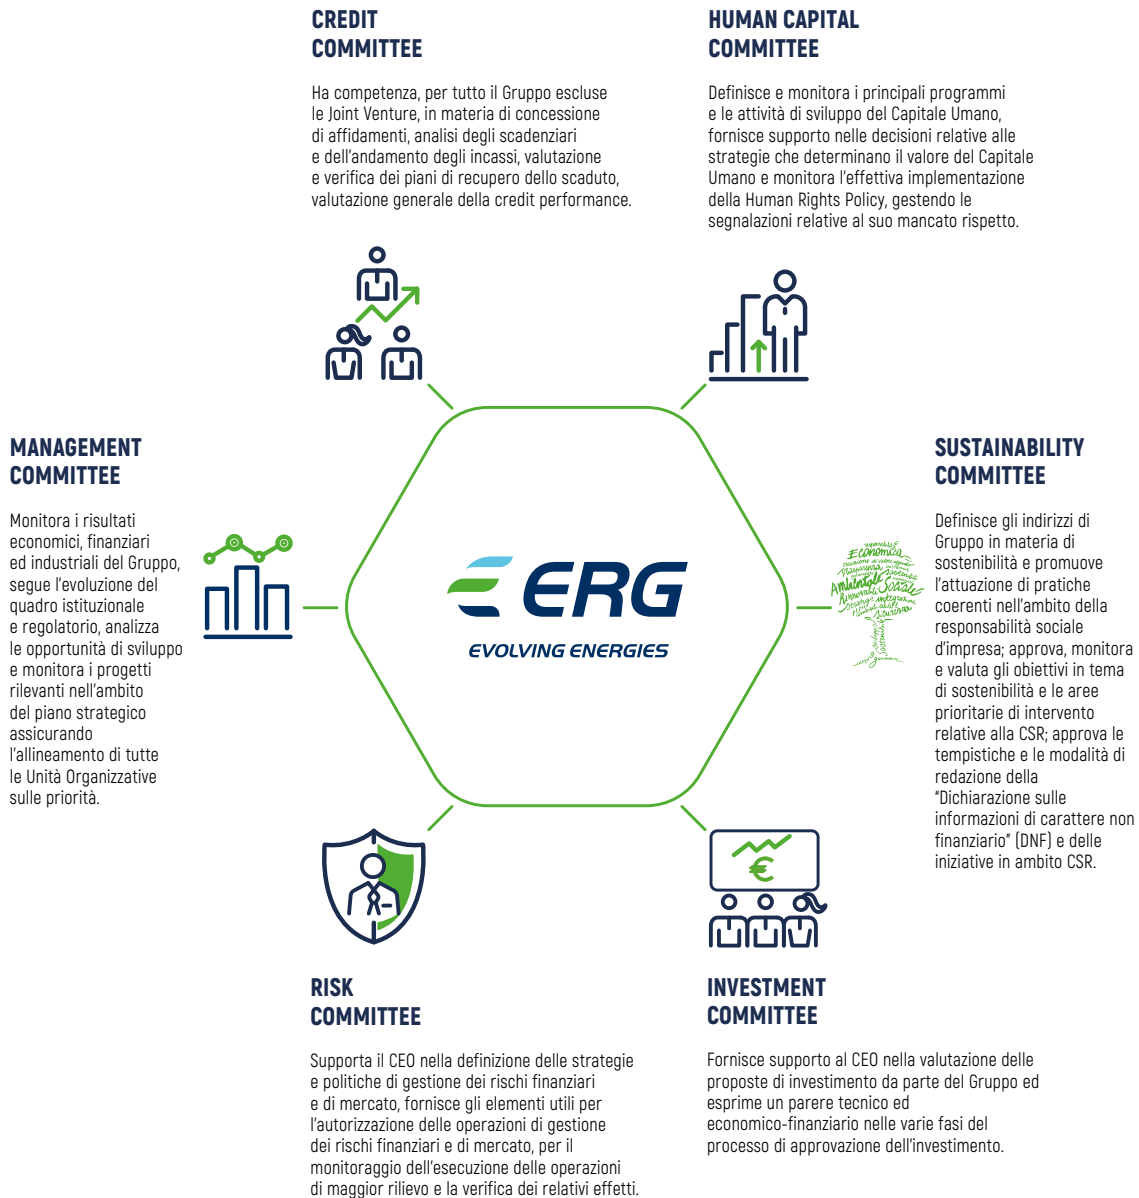 CREDIT
COMMITTEE
Ha competenza, per tutto il Gruppo escluse
le Joint Venture, in materia di concessione
di affidamenti, analisi degli scadenziari
e dell'andamento degli incassi, valutazione
e verifica dei piani di recupero dello scaduto,
valutazione generale della credit performance.
HUMAN CAPITAL
COMMITTEE
Definisce e monitora i principali programmi
e le attività di sviluppo del Capitale Umano,
fornisce supporto nelle decisioni relative alle
strategie che determinano il valore del Capitale
Umano e monitora l'effettiva implementazione
della Human Rights Policy, gestendo le
segnalazioni relative al suo mancato rispetto.
MANAGEMENT
COMMITTEE
Monitora i risultati
economici, finanziari
ed industriali del Gruppo,
segue l'evoluzione del
quadro istituzionale
e regolatorio, analizza
le opportunità di sviluppo
e monitora i progetti
rilevanti nell'ambito
del piano strategico
assicurando
l'allineamento di tutte
le Unità Organizzative
sulle priorità.
ERG
EVOLVING ENERGIES
Economica
Trasparenza
Ambientale
Sociale
SUSTAINABILITY
COMMITTEE
Definisce gli indirizzi di
Gruppo in materia di
sostenibilità e promuove
l'attuazione di pratiche
coerenti nell'ambito della
responsabilità sociale
d'impresa; approva, monitora
e valuta gli obiettivi in tema
di sostenibilità e le aree
prioritarie di intervento
relative alla CSR; approva le
tempistiche e le modalità di
redazione della
"Dichiarazione sulle
informazioni di carattere non
finanziario" (DNF) e delle
iniziative in ambito CSR.
€
RISK
COMMITTEE
Supporta il CEO nella definizione delle strategie
e politiche di gestione dei rischi finanziari
e di mercato, fornisce gli elementi utili per
l'autorizzazione delle operazioni di gestione
dei rischi finanziari e di mercato, per il
monitoraggio dell'esecuzione delle operazioni
di maggior rilievo e la verifica dei relativi effetti.
INVESTMENT
COMMITTEE
Fornisce supporto al CEO nella valutazione delle
proposte di investimento da parte del Gruppo ed
esprime un parere tecnico ed
economico-finanziario nelle varie fasi del
processo di approvazione dell'investimento.